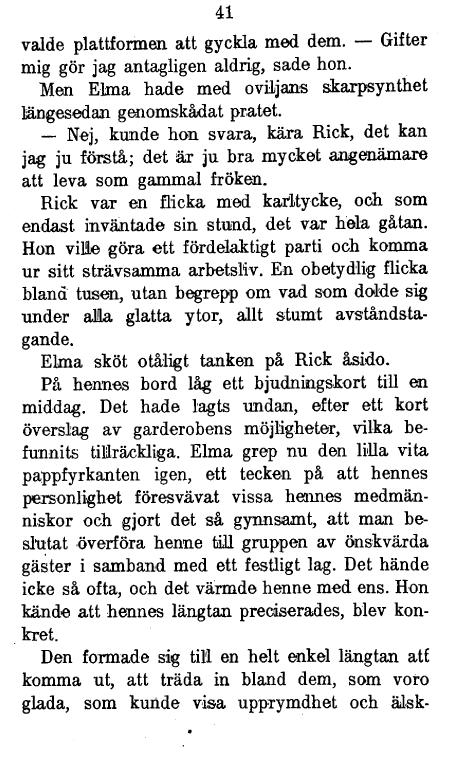 41
valde plattformen att gyckla med dem. — Gifter
mig gör jag antagligen aldrig, sade hon.
Men Elma hade med oviljans skarpsynthet
längesedan genomskådat pratet.
— Nej, kunde hon svara, kära Rick, det kan
jag ju förstå; det är ju bra mycket angenämare
att leva som gammal fröken.
Rick var en flicka med karltycke, och som
endast inväntade sin stund, det var hela gåtan.
Hon ville göra ett fördelaktigt parti och komma
ur sitt strävsamma arbetsliv. En obetydlig flicka
bland tusen, utan begrepp om vad som dolde sig
under alla glatta ytor, allt stumt avståndsta-
gande.
Elma sköt otåligt tanken på Rick åsido.
På hennes bord låg ett bjudningskort till en
middag. Det hade lagts undan, efter ett kort
överslag av garderobens möjligheter, vilka be-
funnits tillräckliga. Elma grep nu den lilla vita
pappfyrkanten igen, ett tecken på att hennes
personlighet föresvävat vissa hennes medmän-
niskor och gjort det så gynnsamt, att man be-
slutat överföra henne till gruppen av önskvärda
gäster i samband med ett festligt lag. Det hände
icke så ofta, och det värmde henne med ens. Hon
kände att hennes längtan preciserades, blev kon-
kret.
Den formade sig till en helt enkel längtan att
komma ut, att träda in bland dem, som voro
glada, som kunde visa upprymdhet och älsk-